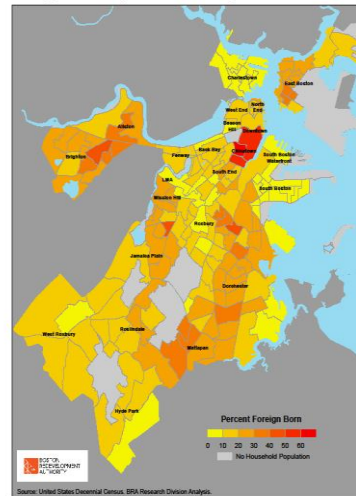 Charlestown
East Boston
North
End
West End
Beacon
Hill
Downtown
Chinatown
Allston
Brighton
Back Bay
Fenway
South Boston
Waterfront
South End
LMA
South Boston
Mission Hill
Roxbury
Jamaica Plain
Dorchester
West Roxbury
Roslindale
Mattapan
Hyde Park
Percent Foreign Born
0 10 20 30 40 50 60
No Household Population
BOSTON
REDEVELOPMENT
AUTHORITY
Source: United States Decennial Census, BRA Research Division Analysis.